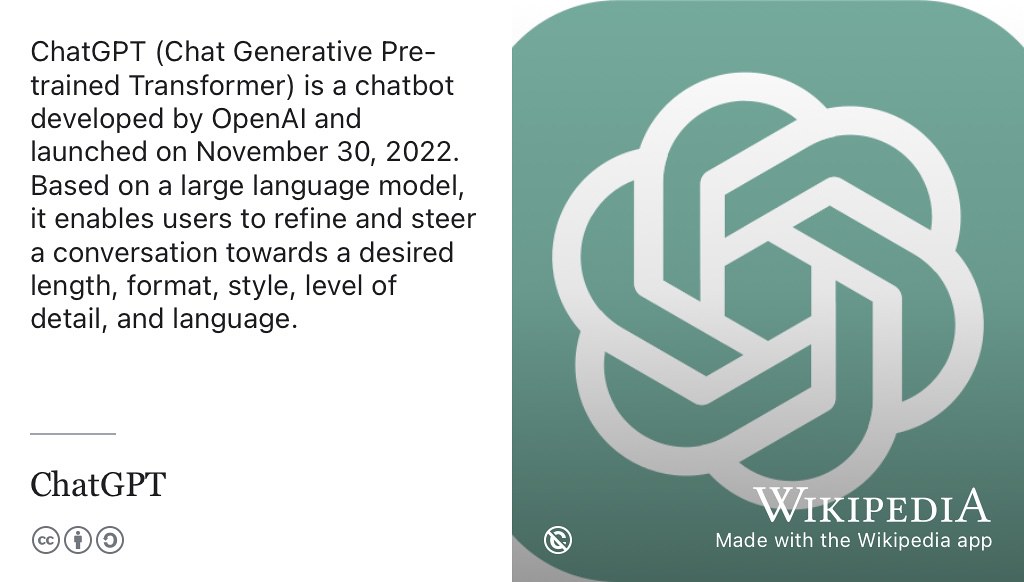 ChatGPT (Chat Generative Pre-
trained Transformer) is a chatbot
developed by OpenAI and
launched on November 30, 2022.
Based on a large language model,
it enables users to refine and steer
a conversation towards a desired
length, format, style, level of
detail, and language.
ChatGPT
cc
WIKIPEDIA
Made with the Wikipedia app